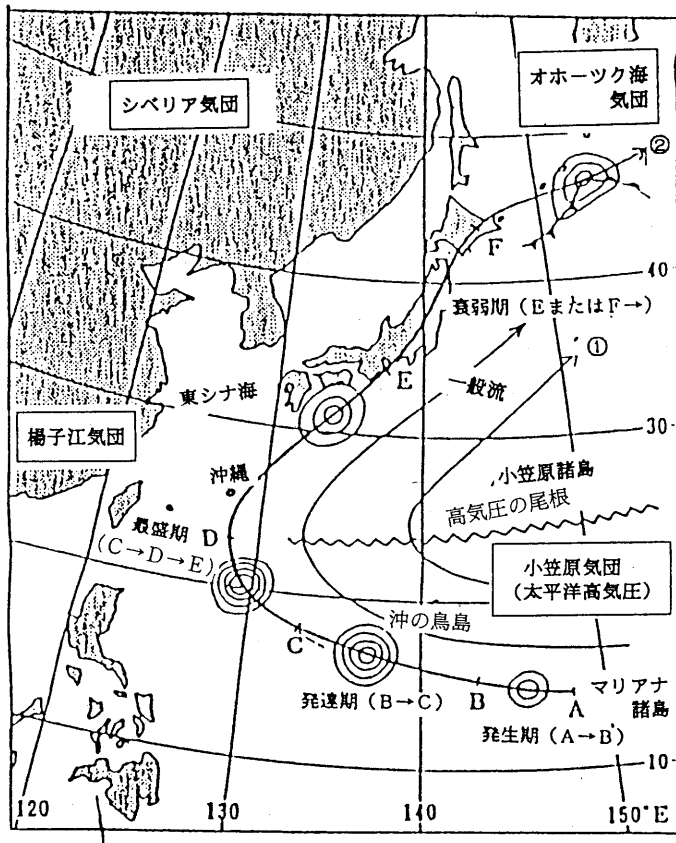 シベリア気団
オホーツク海
気団
②
F
40
衰弱期（EまたはF→）
①
E
一般流
東シナ海
30
楊子江気団
沖縄
小笠原諸島
高気圧の尾根
最盛期
D
（C→D→E）
小笠原気団
（太平洋高気圧）
沖の鳥島
C
発達期（B→C）
B
A
マリアナ
諸島
発生期（A→B）
10
120
130
140
150°E